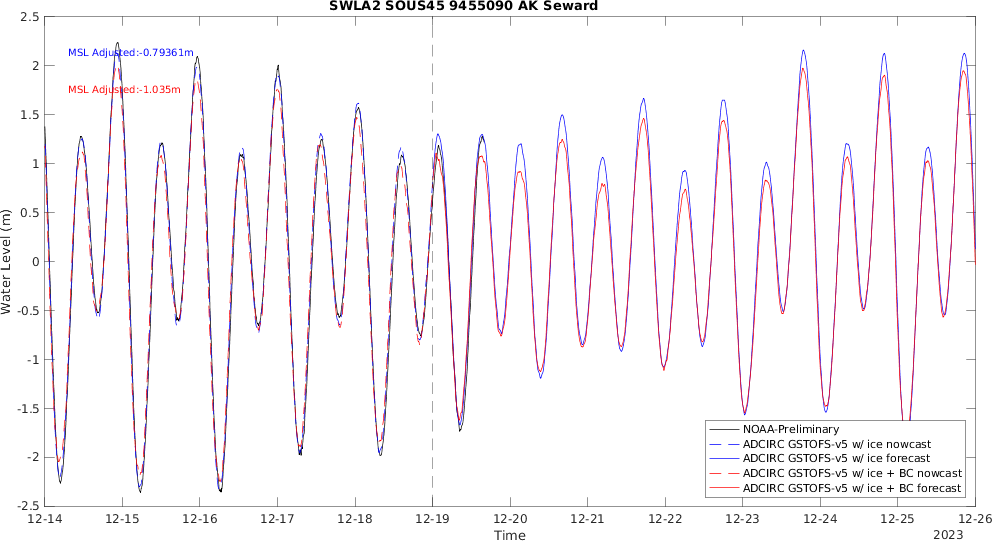 SWLA2 SOUS45 9455090 AK Seward
2.5
2
1.5
1
0.5
0
-0.5
-1
-1.5
-2
-2.5
Water Level (m)
MSL Adjusted:-0.79361m
MSL Adjusted:-1.035m
NOAA-Preliminary
ADCIRC GSTOFS-v5 w/ ice nowcast
ADCIRC GSTOFS-v5 w/ ice forecast
ADCIRC GSTOFS-v5 w/ ice + BC nowcast
ADCIRC GSTOFS-v5 w/ ice + BC forecast
12-14 12-15 12-16 12-17 12-18 12-19 12-20 12-21 12-22 12-23 12-24 12-25 12-26
Time
2023